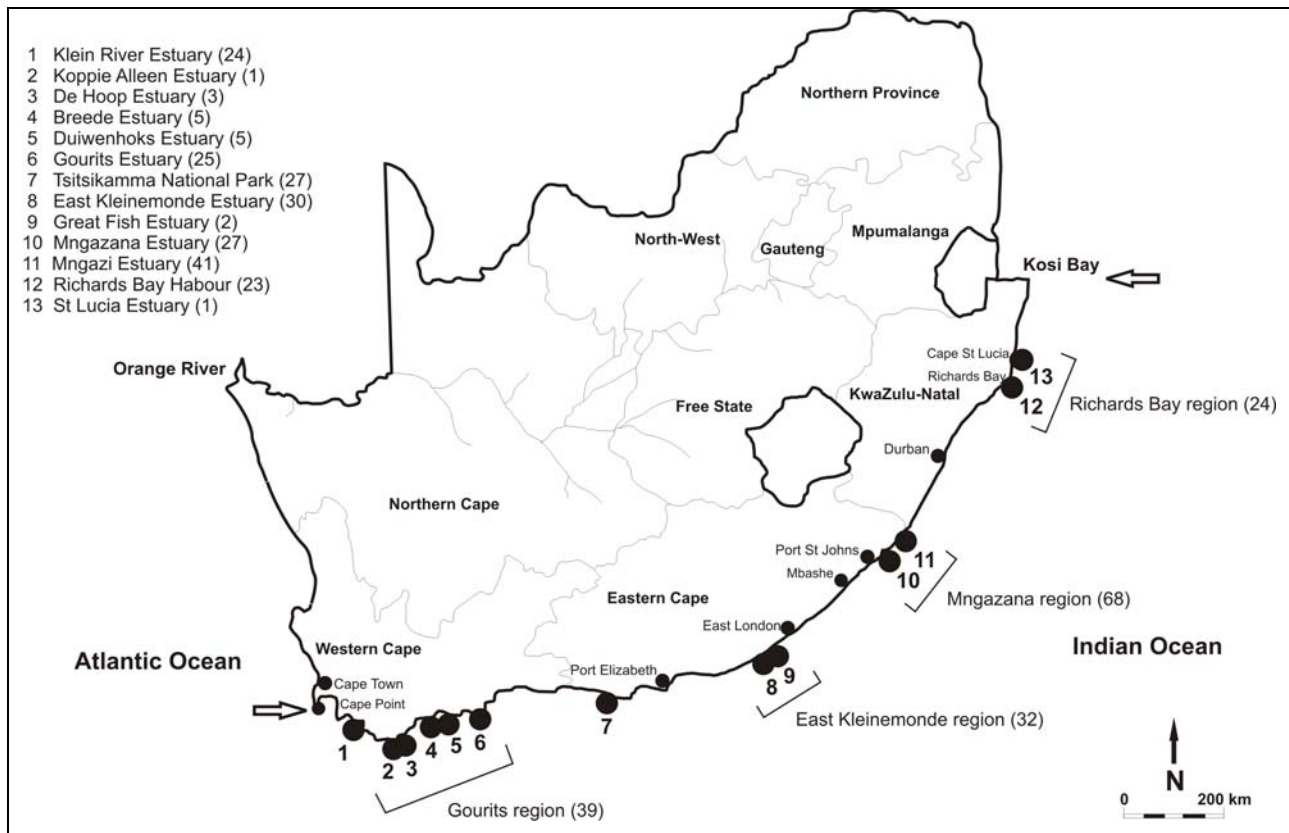 1 Klein River Estuary (24)
2 Koppie Alleen Estuary (1)
3 De Hoop Estuary (3)
4 Breede Estuary (5)
5 Duiwenhoks Estuary (5)
6 Gourits Estuary (25)
7 Tsitsikamma National Park (27)
8 East Kleinemonde Estuary (30)
9 Great Fish Estuary (2)
10 Mngazana Estuary (27)
11 Mngazi Estuary (41)
12 Richards Bay Habour (23)
13 St Lucia Estuary (1)
Northern Province
North-West
Gauteng
Mpumalanga
Kosi Bay
Orange River
Cape St Lucia
13
Richards Bay
12
Richards Bay region (24)
KwaZulu-Natal
Free State
Durban
Northern Cape
Port St Johns
11
10
Mbashe
Mngazana region (68)
Eastern Cape
East London
Western Cape
Atlantic Ocean
Indian Ocean
Port Elizabeth
Cape Town
Cape Point
8
9
East Kleinemonde region (32)
7
1
2
3
4
5
6
Gourits region (39)
N
0 200 km